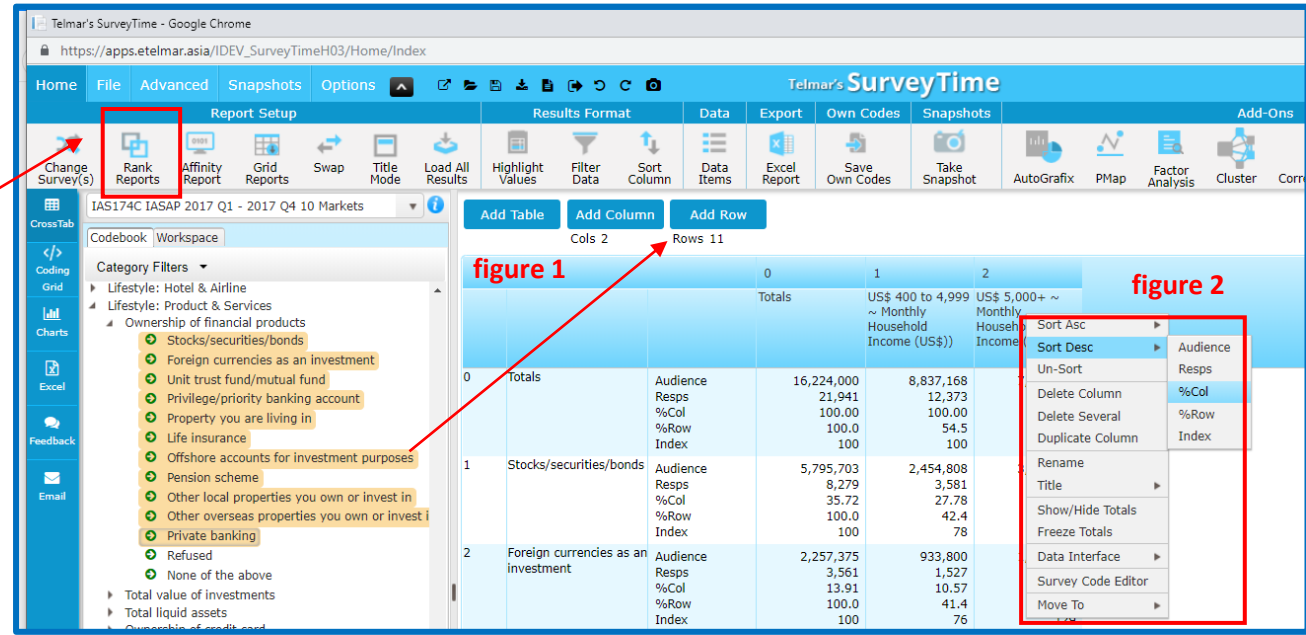 Telmar's SurveyTime - Google Chrome
https://apps.etelmar.asia/IDEV_SurveyTimeH03/Home/Index
Home File Advanced Snapshots Options Telmar's SurveyTime
Report Setup Results Format Data Export Own Codes Snapshots Add-Ons
Change Survey(s)
Rank Reports
Affinity Report
Grid Reports
Swap
Title Mode
Load All Results
Highlight Values
Filter Data
Sort Column
Data Items
Excel Report
Save Own Codes
Take Snapshot
AutoGrafix
PMap
Factor Analysis
Cluster
CrossTab
Coding Grid
Charts
Excel
Feedback
Email
IAS174C IASAP 2017 Q1 - 2017 Q4 10 Markets
Codebook Workspace
Category Filters
Lifestyle: Hotel & Airline
Lifestyle: Product & Services
Ownership of financial products
Stocks/securities/bonds
Foreign currencies as an investment
Unit trust fund/mutual fund
Privilege/priority banking account
Property you are living in
Life insurance
Offshore accounts for investment purposes
Pension scheme
Other local properties you own or invest in
Other overseas properties you own or invest i
Private banking
Refused
None of the above
Total value of investments
Total liquid assets
Ownership of credit card
Add Table Add Column Add Row
Cols 2 Rows 11
figure 1
figure 2
0 1 2
Totals
US$ 400 to 4,999 ~ Monthly Household Income (US$))
US$ 5,000+ ~ Monthly
0 Totals
Audience 16,224,000 8,837,168
Resps 21,941 12,373
%Col 100.00 100.00
%Row 100.0 54.5
Index 100 100
1 Stocks/securities/bonds
Audience 5,795,703 2,454,808
Resps 8,279 3,581
%Col 35.72 27.78
%Row 100.0 42.4
Index 100 78
2 Foreign currencies as an investment
Audience 2,257,375 933,800
Resps 3,561 1,527
%Col 13.91 10.57
%Row 100.0 41.4
Index 100 76
Sort Asc
Sort Desc
Un-Sort
Delete Column
Delete Several
Duplicate Column
Rename
Title
Show/Hide Totals
Freeze Totals
Data Interface
Survey Code Editor
Move To
Audience
Resps
%Col
%Row
Index